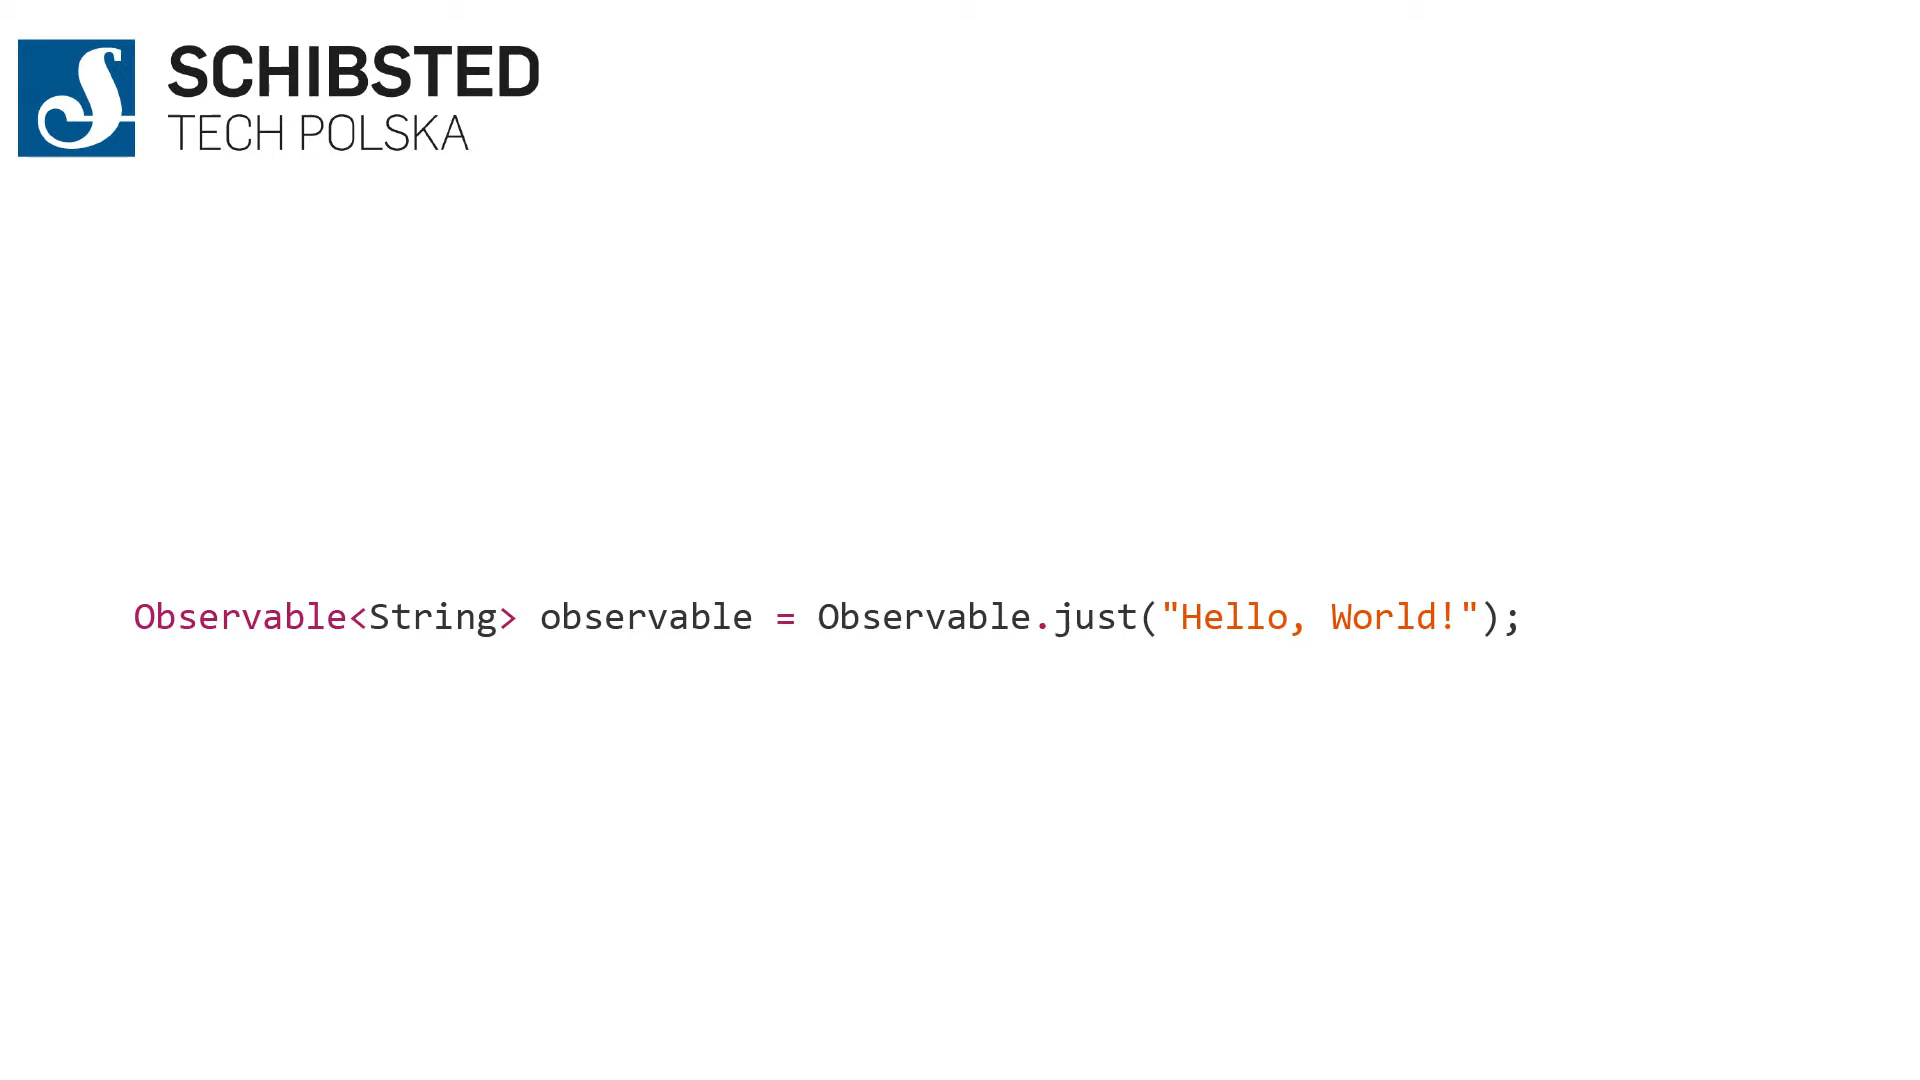 SCHIBSTED
TECH POLSKA
Observable<String> observable = Observable.just("Hello, World!");